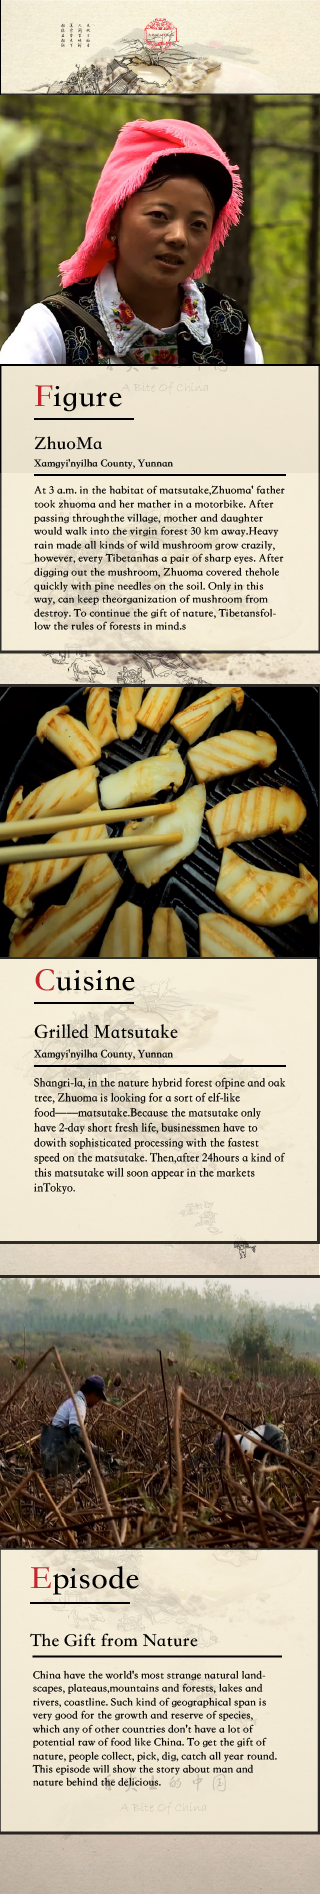 A Bite Of China
Figure
ZhuoMa
Xamgyi'nyilha County, Yunnan
At 3 a.m. in the habitat of matsutake,Zhuoma' father
took zhuoma and her mather in a motorbike. After
passing throughthe village, mother and daughter
would walk into the virgin forest 30 km away.Heavy
rain made all kinds of wild mushroom grow crazily,
however, every Tibetanhas a pair of sharp eyes. After
digging out the mushroom, Zhuoma covered thehole
quickly with pine needles on the soil. Only in this
way, can keep theorganization of mushroom from
destroy. To continue the gift of nature, Tibetansfol-
low the rules of forests in mind.s
Cuisine
Grilled Matsutake
Xamgyi'nyilha County, Yunnan
Shangri-la, in the nature hybrid forest ofpine and oak
tree, Zhuoma is looking for a sort of elf-like
food——matsutake.Because the matsutake only
have 2-day short fresh life, businessmen have to
dowith sophisticated processing with the fastest
speed on the matsutake. Then,after 24hours a kind of
this matsutake will soon appear in the markets
inTokyo.
Episode
The Gift from Nature
China have the world's most strange natural land-
scapes, plateaus,mountains and forests, lakes and
rivers, coastline. Such kind of geographical span is
very good for the growth and reserve of species,
which any of other countries don't have a lot of
potential raw of food like China. To get the gift of
nature, people collect, pick, dig, catch all year round.
This episode will show the story about man and
nature behind the delicious.
的中国
A Bite Of China